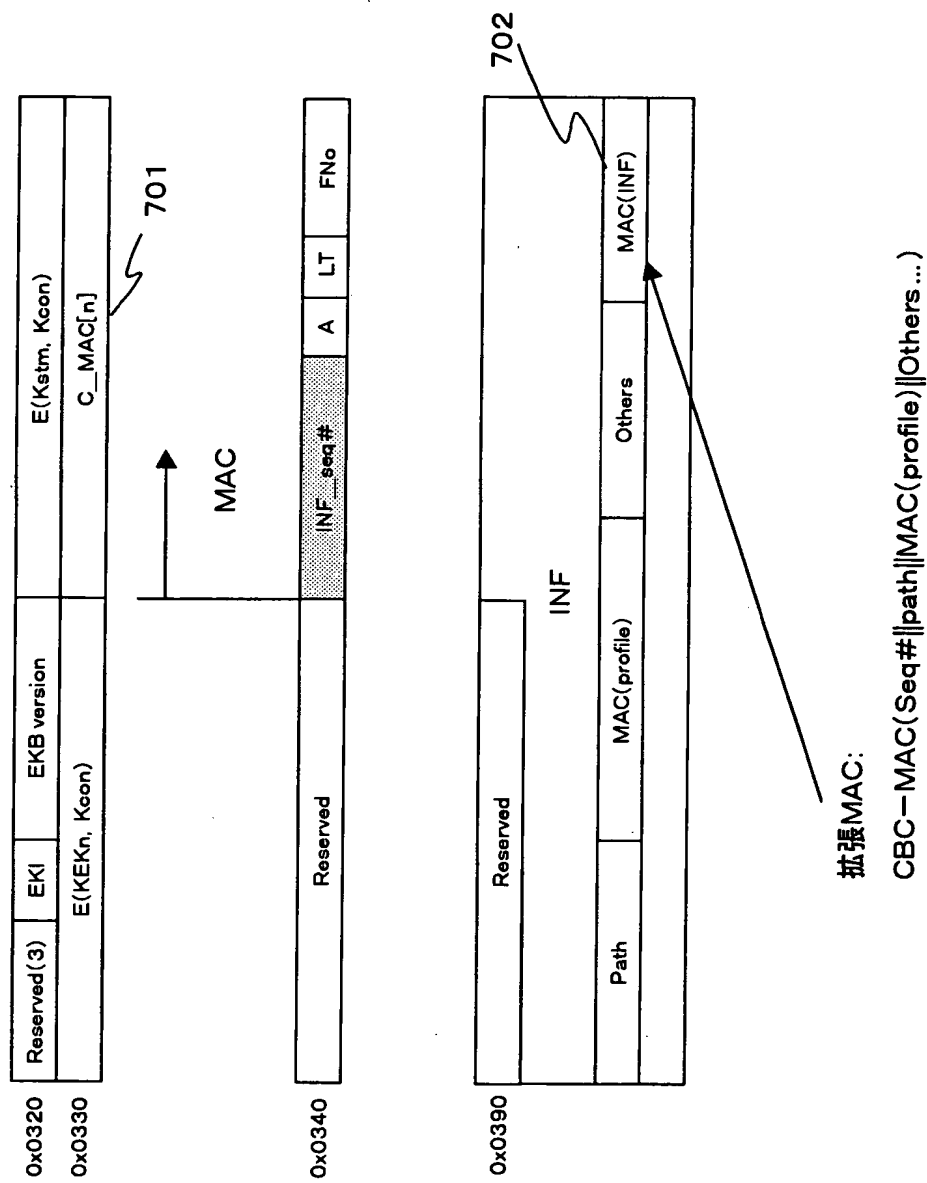 0x0320 Reserved(3) EKI EKB version E(Kstm, Kcon)
0x0330 E(KEKn, Kcon) C_MAC[n]
701
MAC
0x0340 Reserved INF_seq# A LT FNo
702
0x0390 Reserved
INF
Path MAC(profile) Others MAC(INF)
拡張MAC:
CBC−MAC(Seq#||path||MAC(profile)||Others...)